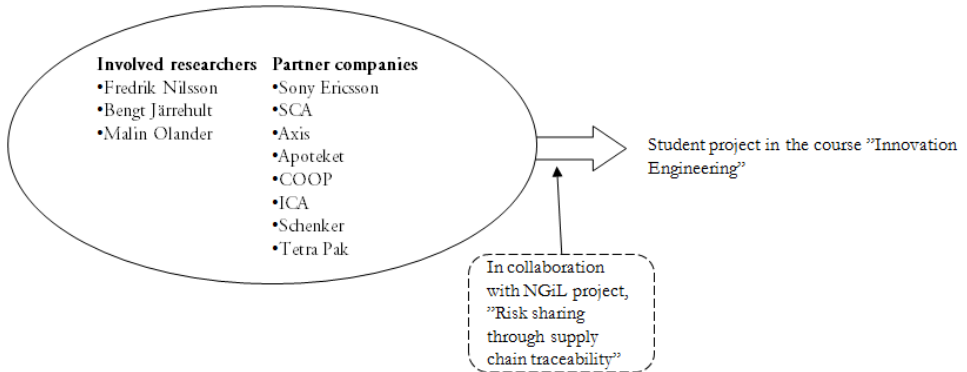 Involved researchers
•Fredrik Nilsson
•Bengt Järrehult
•Malin Olander
Partner companies
•Sony Ericsson
•SCA
•Axis
•Apoteket
•COOP
•ICA
•Schenker
•Tetra Pak
Student project in the course ”Innovation
Engineering”
In collaboration
with NGiL project,
”Risk sharing
through supply
chain traceability”